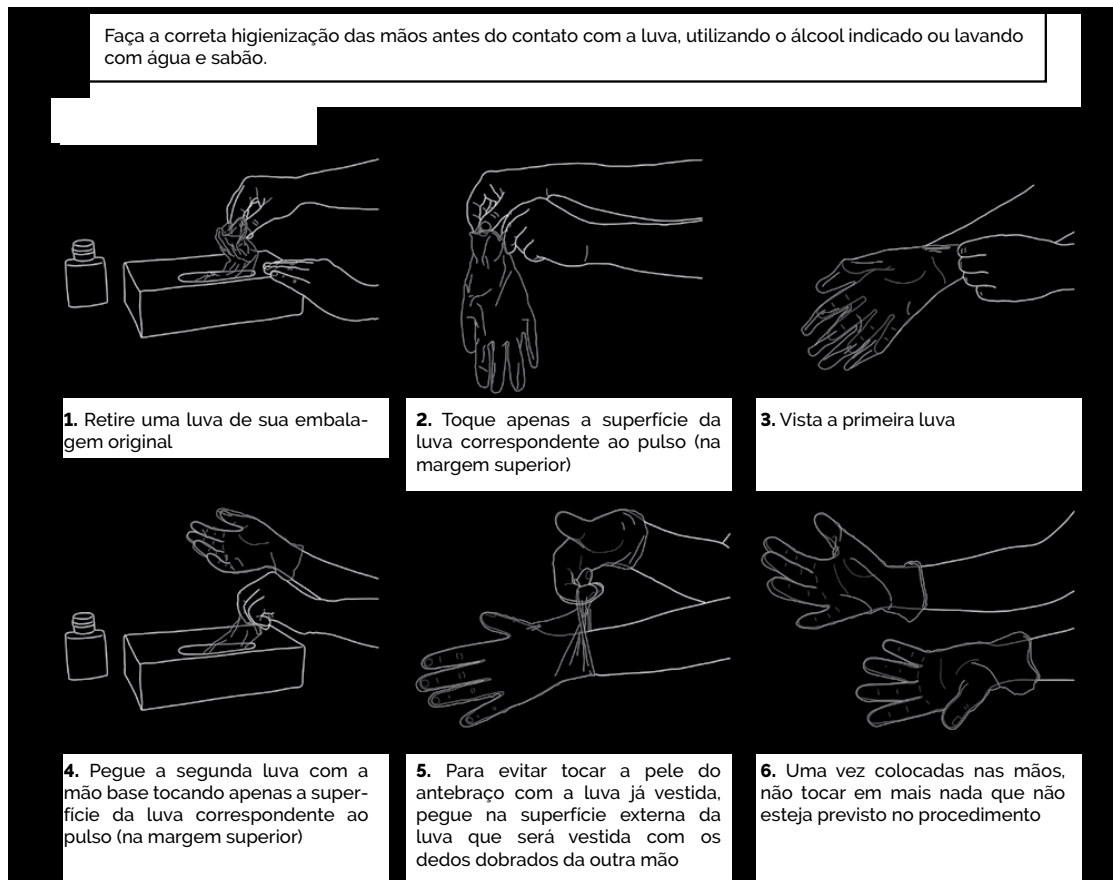 Faça a correta higienização das mãos antes do contato com a luva, utilizando o álcool indicado ou lavando
com água e sabão.
1. Retire uma luva de sua embala-
gem original
2. Toque apenas a superfície da
luva correspondente ao pulso (na
margem superior)
3. Vista a primeira luva
4. Pegue a segunda luva com a
mão base tocando apenas a super-
fície da luva correspondente ao
pulso (na margem superior)
5. Para evitar tocar a pele do
antebraço com a luva já vestida,
pegue na superfície externa da
luva que será vestida com os
dedos dobrados da outra mão
6. Uma vez colocadas nas mãos,
não tocar em mais nada que não
esteja previsto no procedimento